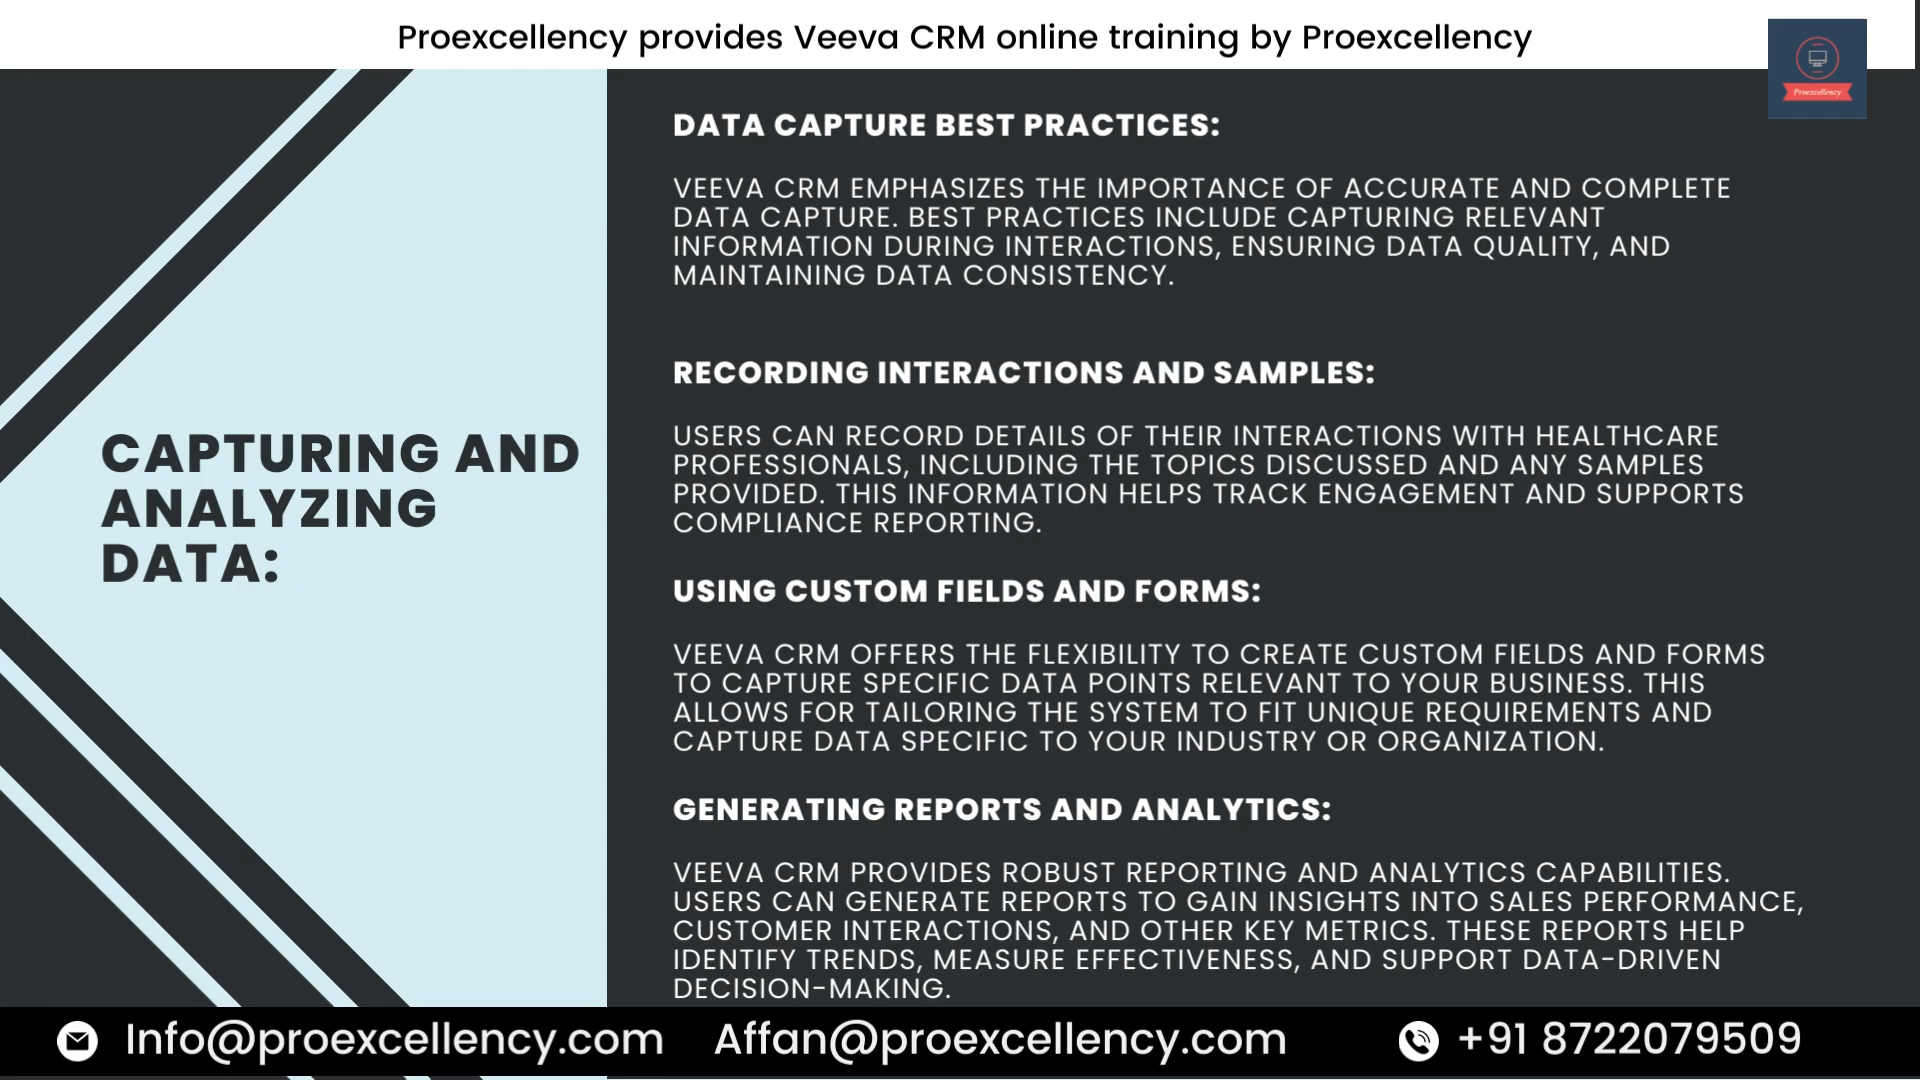 Proexcellency provides Veeva CRM online training by Proexcellency
Proexcellency
CAPTURING AND
ANALYZING
DATA:
DATA CAPTURE BEST PRACTICES:
VEEVA CRM EMPHASIZES THE IMPORTANCE OF ACCURATE AND COMPLETE
DATA CAPTURE. BEST PRACTICES INCLUDE CAPTURING RELEVANT
INFORMATION DURING INTERACTIONS, ENSURING DATA QUALITY, AND
MAINTAINING DATA CONSISTENCY.
RECORDING INTERACTIONS AND SAMPLES:
USERS CAN RECORD DETAILS OF THEIR INTERACTIONS WITH HEALTHCARE
PROFESSIONALS, INCLUDING THE TOPICS DISCUSSED AND ANY SAMPLES
PROVIDED. THIS INFORMATION HELPS TRACK ENGAGEMENT AND SUPPORTS
COMPLIANCE REPORTING.
USING CUSTOM FIELDS AND FORMS:
VEEVA CRM OFFERS THE FLEXIBILITY TO CREATE CUSTOM FIELDS AND FORMS
TO CAPTURE SPECIFIC DATA POINTS RELEVANT TO YOUR BUSINESS. THIS
ALLOWS FOR TAILORING THE SYSTEM TO FIT UNIQUE REQUIREMENTS AND
CAPTURE DATA SPECIFIC TO YOUR INDUSTRY OR ORGANIZATION.
GENERATING REPORTS AND ANALYTICS:
VEEVA CRM PROVIDES ROBUST REPORTING AND ANALYTICS CAPABILITIES.
USERS CAN GENERATE REPORTS TO GAIN INSIGHTS INTO SALES PERFORMANCE,
CUSTOMER INTERACTIONS, AND OTHER KEY METRICS. THESE REPORTS HELP
IDENTIFY TRENDS, MEASURE EFFECTIVENESS, AND SUPPORT DATA-DRIVEN
DECISION-MAKING.
Info@proexcellency.com Affan@proexcellency.com +91 8722079509